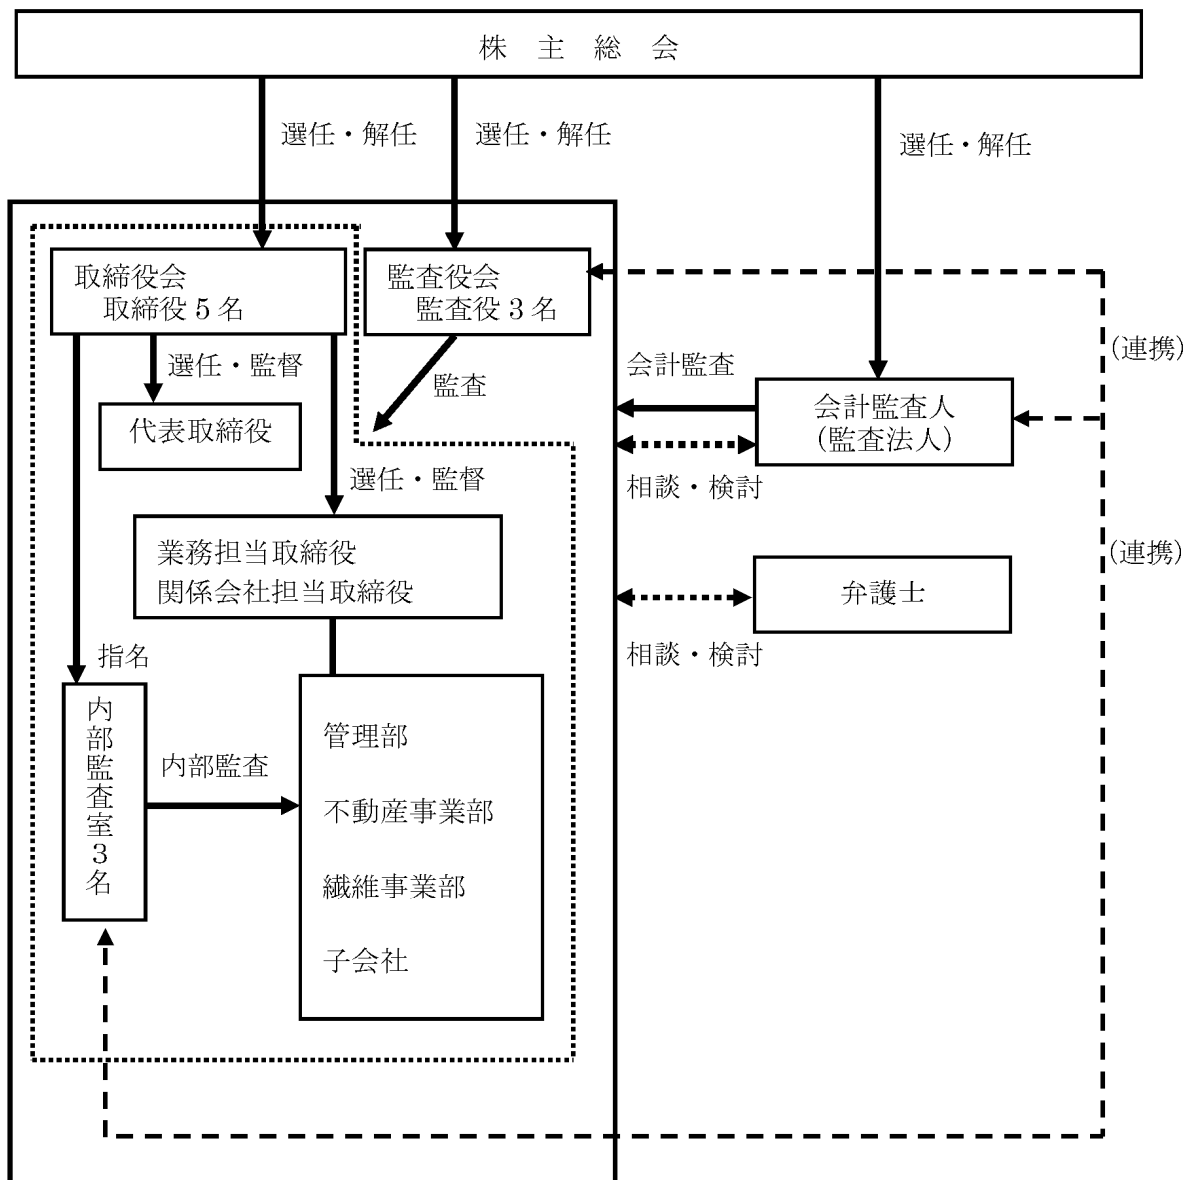 株　主　総　会
選任・解任
選任・解任
選任・解任
取締役会
取締役５名
監査役会
監査役３名
選任・監督
監査
会計監査
(連携)
代表取締役
会計監査人
(監査法人)
選任・監督
相談・検討
業務担当取締役
関係会社担当取締役
(連携)
弁護士
指名
相談・検討
内部監査室３名
内部監査
管理部
不動産事業部
繊維事業部
子会社